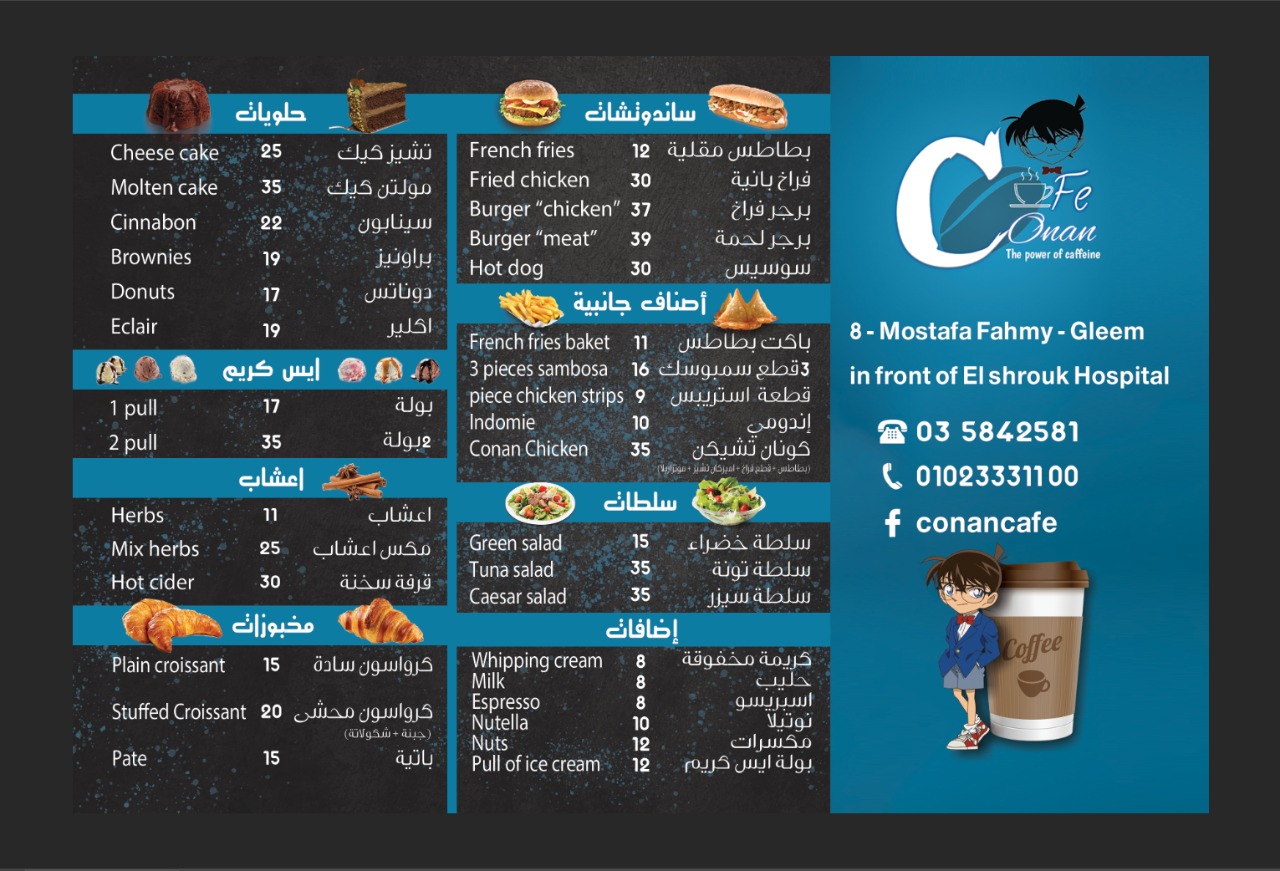 حلويات
Cheese cake 25 تشيز كيك
Molten cake 35 مولتن كيك
Cinnabon 22 سينابون
Brownies 19 براونيز
Donuts 17 دوناتس
Eclair 19 اكلير
ايس كريم
1 pull 17 بولة
2 pull 35 2بولة
إعشاب
Herbs 11 اعشاب
Mix herbs 25 مكس اعشاب
Hot cider 30 قرفة سخنة
مخبوزات
Plain croissant 15 كرواسون سادة
Stuffed Croissant 20 كرواسون محشى
(جبنة + شكولاتة)
Pate 15 باتية
ساندوتشات
French fries 12 بطاطس مقلية
Fried chicken 30 فراخ بانية
Burger “chicken” 37 برجر فراخ
Burger “meat” 39 برجر لحمة
Hot dog 30 سوسيس
أصناف جانبية
French fries baket 11 باكت بطاطس
3 pieces sambosa 16 3قطع سمبوسك
piece chicken strips 9 قطعة استريبس
Indomie 10 إندومي
Conan Chicken 35 كونان تشيكن
(بطاطس + قطع فراخ + اميركان تشيز + موتزاريلا)
سلطات
Green salad 15 سلطة خضراء
Tuna salad 35 سلطة تونة
Caesar salad 35 سلطة سيزر
إضافات
Whipping cream 8 كريمة مخفوقة
Milk 8 حليب
Espresso 8 اسبريسو
Nutella 10 نوتيلا
Nuts 12 مكسرات
Pull of ice cream 12 بولة ايس كريم
Cafe
Conan
The power of caffeine
8 - Mostafa Fahmy - Gleem
in front of El shrouk Hospital
03 5842581
01023331100
conancafe
Coffee